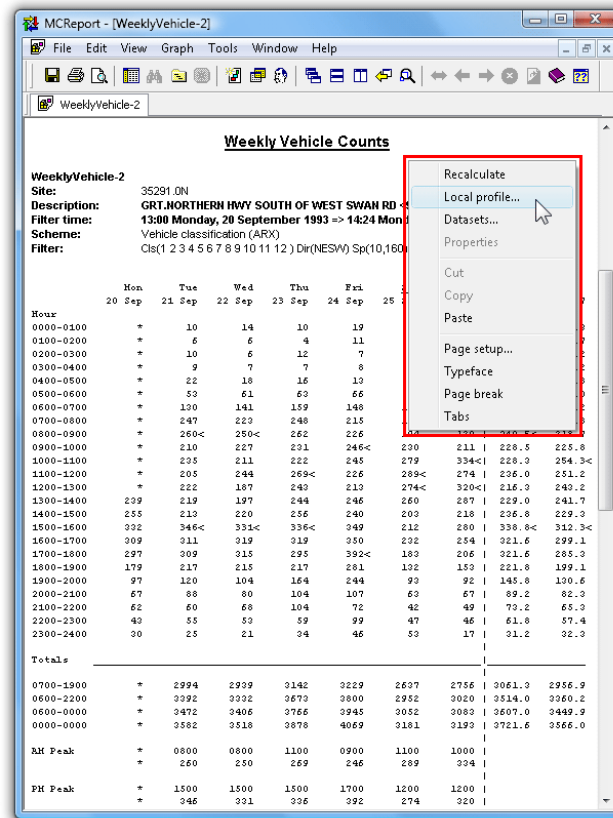 MCReport - [WeeklyVehicle-2]
File Edit View Graph Tools Window Help
WeeklyVehicle-2
Weekly Vehicle Counts
WeeklyVehicle-2
Site: 35291.0N
Description: GRT.NORTHERN HWY SOUTH OF WEST SWAN RD
Filter time: 13:00 Monday, 20 September 1993 => 14:24 Mon
Scheme: Vehicle classification (ARX)
Filter: Cls(1 2 3 4 5 6 7 8 9 10 11 12 ) Dir(NESW) Sp(10,160
Recalculate
Local profile...
Datasets...
Properties
Cut
Copy
Paste
Page setup...
Typeface
Page break
Tabs
Mon Tue Wed Thu Fri
20 Sep 21 Sep 22 Sep 23 Sep 24 Sep 25
Hour
0000-0100 * 10 14 10 19
0100-0200 * 6 6 4 11
0200-0300 * 10 6 12 7
0300-0400 * 9 7 7 8
0400-0500 * 22 18 16 13
0500-0600 * 53 61 63 66
0600-0700 * 130 141 159 148
0700-0800 * 247 223 248 215
0800-0900 * 260< 250< 262 226
0900-1000 * 210 227 231 246< 230 211 | 228.5 225.8
1000-1100 * 235 211 222 245 279 334<| 228.3 254.3<
1100-1200 * 205 244 269< 226 289< 274 | 236.0 251.2
1200-1300 * 222 187 243 213 274< 320<| 216.3 243.2
1300-1400 239 219 197 244 246 260 287 | 229.0 241.7
1400-1500 255 213 220 256 240 203 218 | 236.8 229.3
1500-1600 332 346< 331< 336< 349 212 280 | 338.8< 312.3<
1600-1700 309 311 319 319 350 232 254 | 321.6 299.1
1700-1800 297 309 315 295 392< 183 206 | 321.6 285.3
1800-1900 179 217 215 217 281 132 153 | 221.8 199.1
1900-2000 97 120 104 164 244 93 92 | 145.8 130.6
2000-2100 67 88 80 104 107 63 67 | 89.2 82.3
2100-2200 62 60 68 104 72 42 49 | 73.2 65.3
2200-2300 43 55 53 59 99 47 46 | 61.8 57.4
2300-2400 30 25 21 34 46 53 17 | 31.2 32.3
Totals
0700-1900 * 2994 2939 3142 3229 2637 2756 | 3061.3 2956.9
0600-2200 * 3392 3332 3673 3800 2952 3020 | 3514.0 3360.2
0600-0000 * 3472 3406 3766 3945 3052 3083 | 3607.0 3449.9
0000-0000 * 3582 3518 3878 4069 3181 3193 | 3721.6 3566.0
AM Peak * 0800 0800 1100 0900 1100 1000 |
* 260 250 269 246 289 334 |
PM Peak * 1500 1500 1500 1700 1200 1200 |
* 346 331 336 392 274 320 |